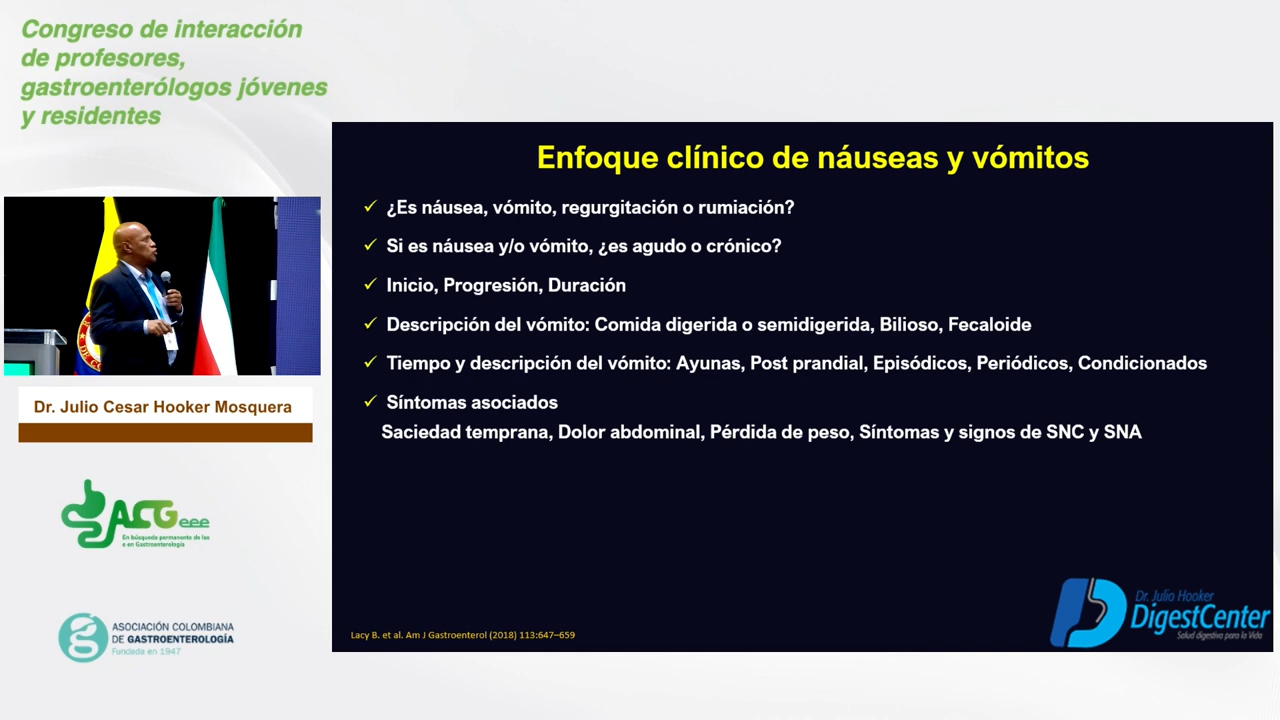 Congreso de interacción
de profesores,
gastroenterólogos jóvenes
y residentes
Enfoque clínico de náuseas y vómitos
✓ ¿Es náusea, vómito, regurgitación o rumiación?
✓ Si es náusea y/o vómito, ¿es agudo o crónico?
✓ Inicio, Progresión, Duración
✓ Descripción del vómito: Comida digerida o semidigerida, Bilioso, Fecaloide
✓ Tiempo y descripción del vómito: Ayunas, Post prandial, Episódicos, Periódicos, Condicionados
✓ Síntomas asociados
Saciedad temprana, Dolor abdominal, Pérdida de peso, Síntomas y signos de SNC y SNA
Dr. Julio Cesar Hooker Mosquera
ACGeee
En búsqueda permanente de las
e en Gastroenterología
ASOCIACIÓN COLOMBIANA
DE GASTROENTEROLOGÍA
Fundada en 1947
Lacy B. et al. Am J Gastroenterol (2018) 113:647–659
Dr. Julio Hooker
DigestCenter
Salud digestiva para la Vida